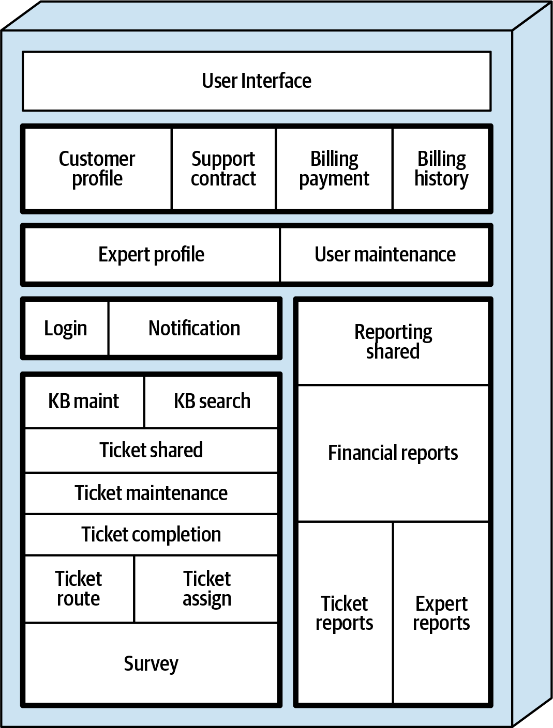 User Interface
Customer
profile
Support
contract
Billing
payment
Billing
history
Expert profile
User maintenance
Login
Notification
Reporting
shared
KB maint
KB search
Ticket shared
Financial reports
Ticket maintenance
Ticket completion
Ticket
route
Ticket
assign
Ticket
reports
Expert
reports
Survey